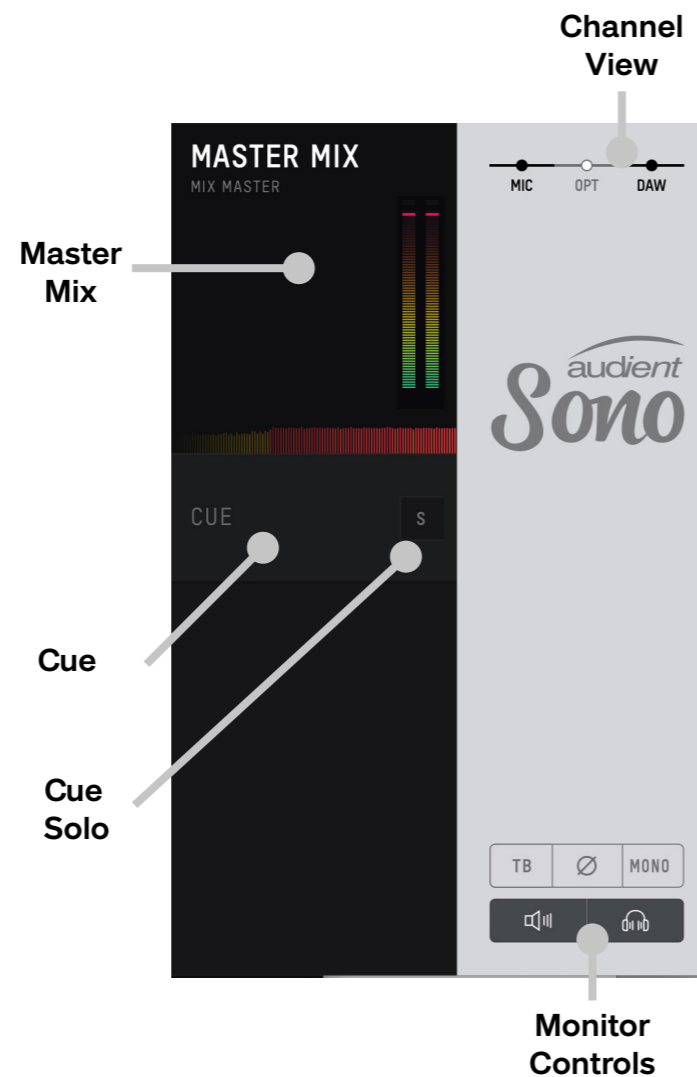 Channel
View
MASTER MIX
MIX MASTER
MIC OPT DAW
Master
Mix
audient
Sono
CUE S
Cue
Cue
Solo
TB Ø MONO
Monitor
Controls